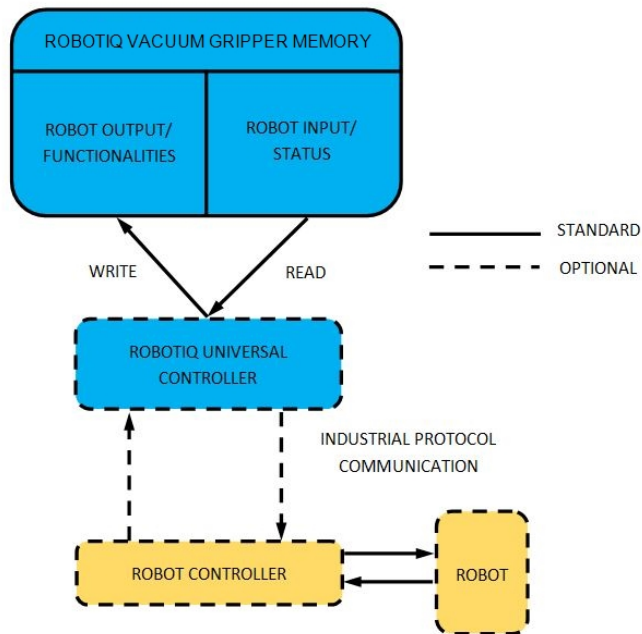 ROBOTIQ VACUUM GRIPPER MEMORY
ROBOT OUTPUT/
FUNCTIONALITIES
ROBOT INPUT/
STATUS
WRITE
READ
STANDARD
OPTIONAL
ROBOTIQ UNIVERSAL
CONTROLLER
INDUSTRIAL PROTOCOL
COMMUNICATION
ROBOT CONTROLLER
ROBOT